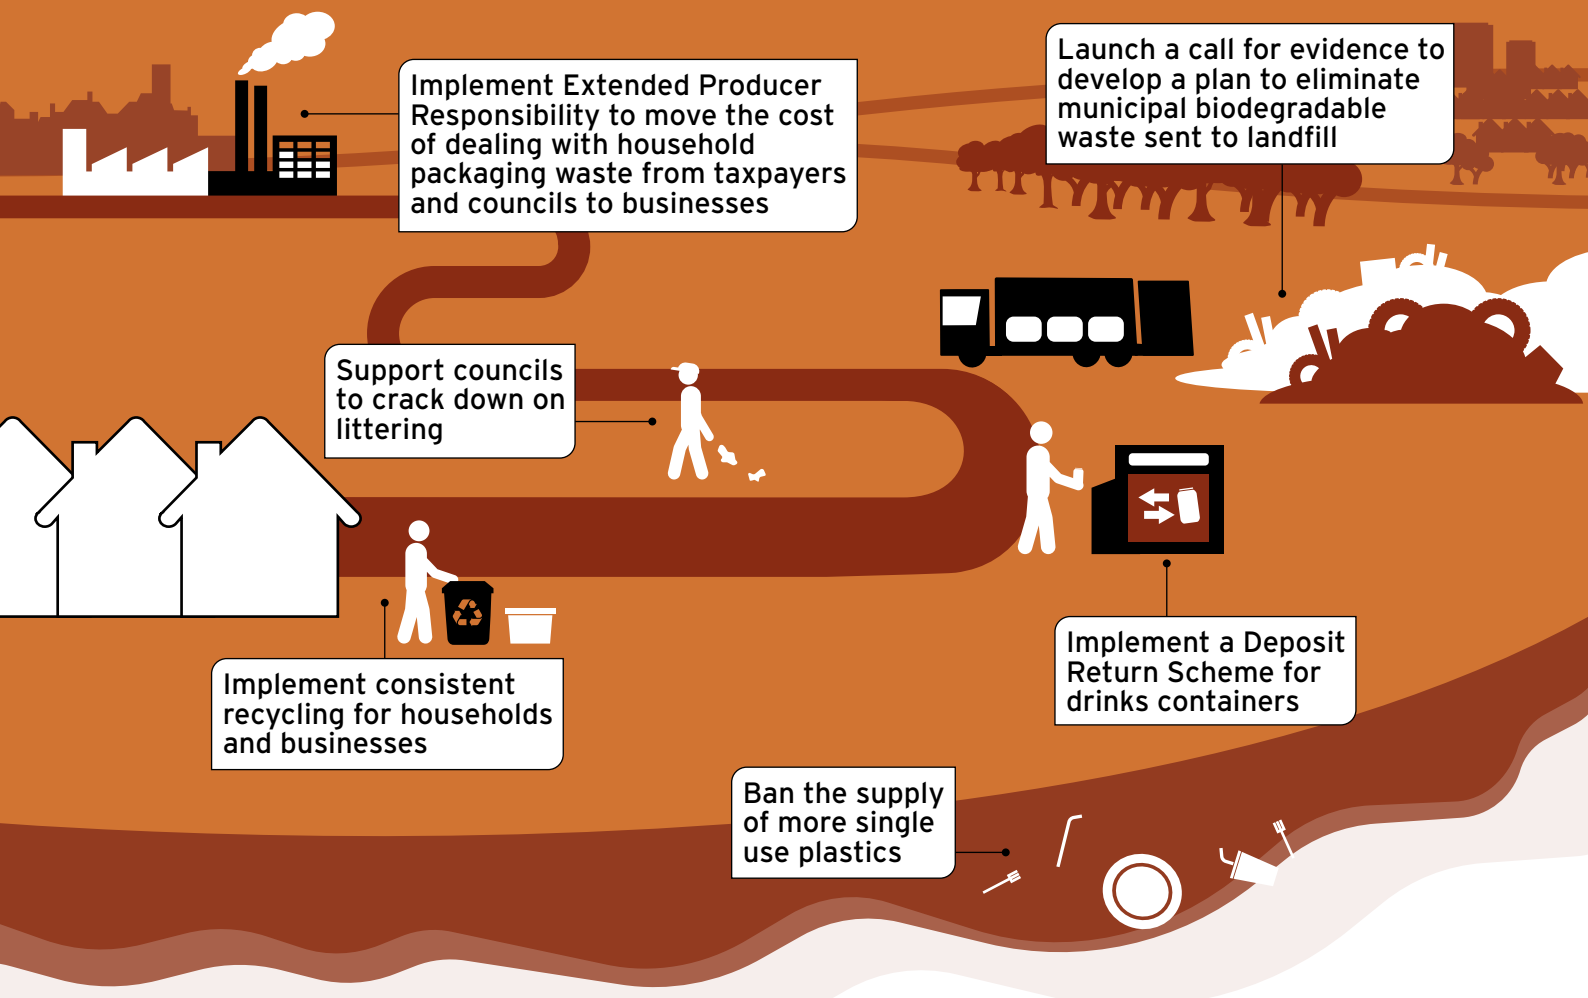 Implement Extended Producer
Responsibility to move the cost
of dealing with household
packaging waste from taxpayers
and councils to businesses
Launch a call for evidence to
develop a plan to eliminate
municipal biodegradable
waste sent to landfill
Support councils
to crack down on
littering
Implement consistent
recycling for households
and businesses
Implement a Deposit
Return Scheme for
drinks containers
Ban the supply
of more single
use plastics